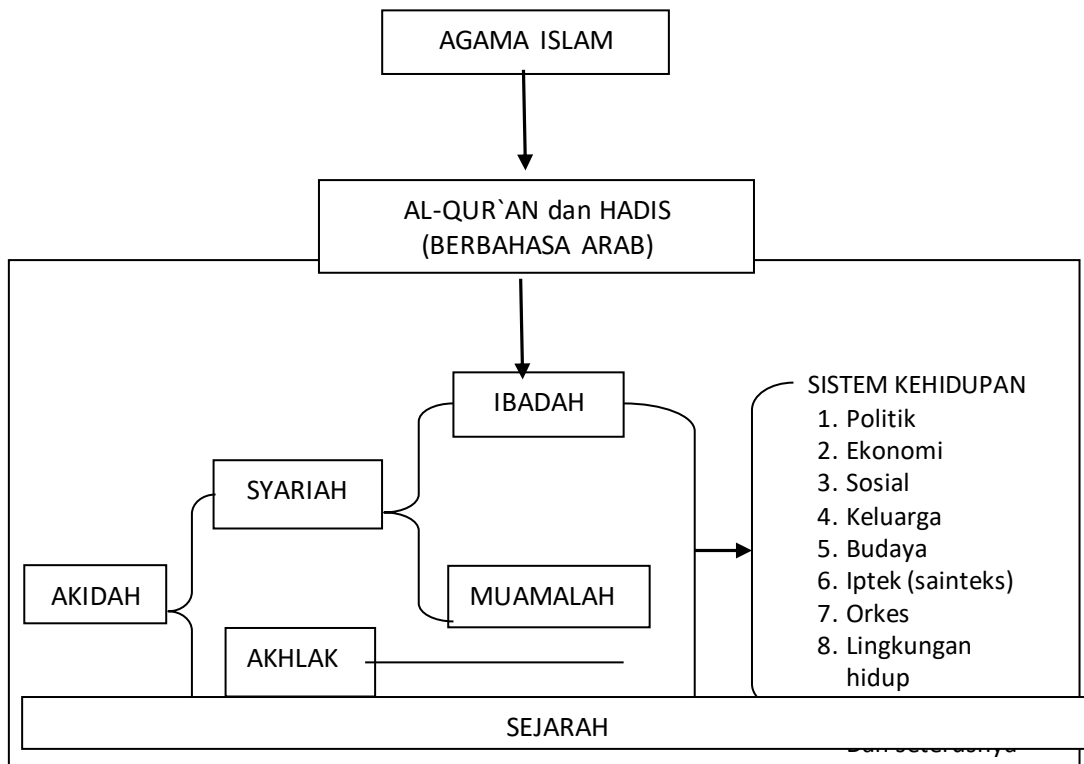 AGAMA ISLAM
AL-QUR`AN dan HADIS
(BERBAHASA ARAB)
IBADAH
SYARIAH
AKIDAH
MUAMALAH
AKHLAK
SISTEM KEHIDUPAN
1. Politik
2. Ekonomi
3. Sosial
4. Keluarga
5. Budaya
6. Iptek (sainteks)
7. Orkes
8. Lingkungan
hidup
SEJARAH